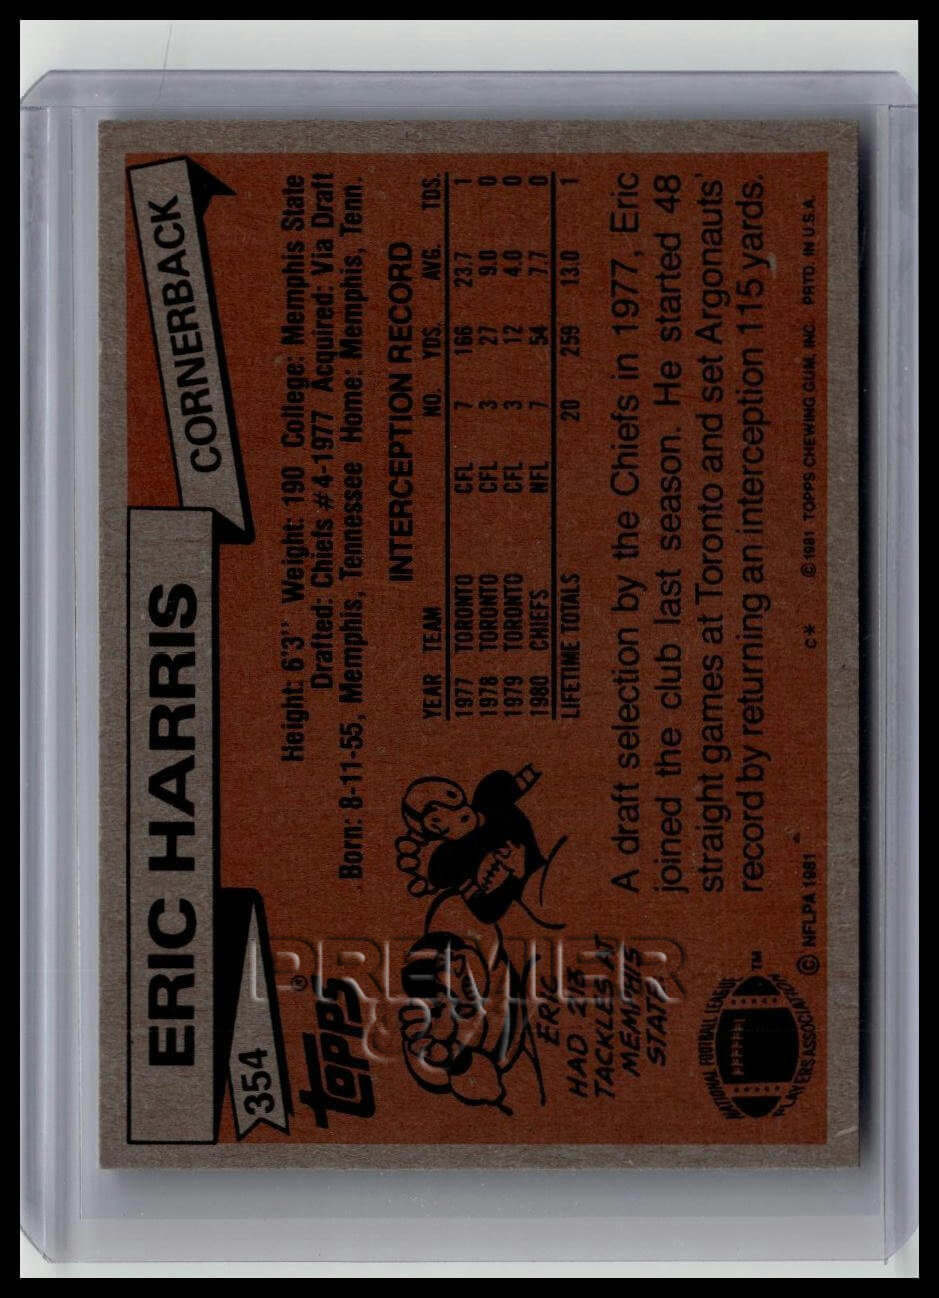 ERIC HARRIS
CORNERBACK
354
TOPPS®
Height: 6'3'' Weight: 190 College: Memphis State
Drafted: Chiefs #4-1977 Acquired: Via Draft
Born: 8-11-55, Memphis, Tennessee Home: Memphis, Tenn.
INTERCEPTION RECORD
YEAR TEAM NO. YDS. AVG. TDS.
1977 TORONTO CFL 7 166 23.7 1
1978 TORONTO CFL 3 27 9.0 0
1979 TORONTO CFL 3 12 4.0 0
1980 CHIEFS NFL 7 54 7.7 0
LIFETIME TOTALS 20 259 13.0 1
ERIC
HAD 213
TACKLES AT
MEMPHIS
STATE.
A draft selection by the Chiefs in 1977, Eric
joined the club last season. He started 48
straight games at Toronto and set Argonauts'
record by returning an interception 115 yards.
NATIONAL FOOTBALL LEAGUE
PLAYERS ASSOCIATION
™
© NFLPA 1981
C*
© 1981 TOPPS CHEWING GUM, INC. PRTD. IN U.S.A.
PREMIER